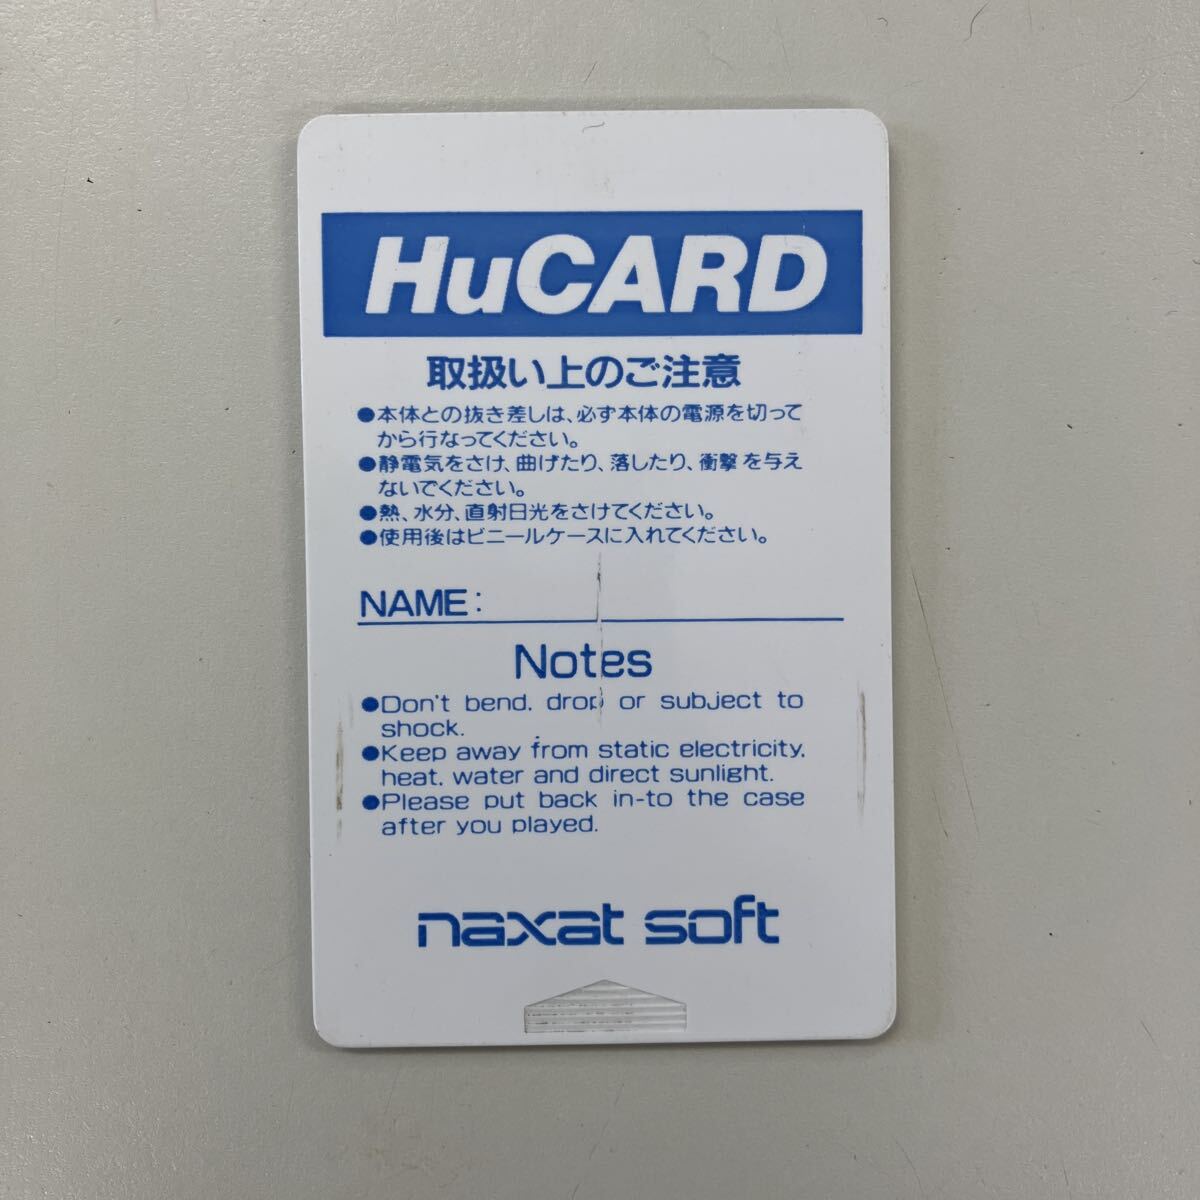 HuCARD
取扱い上のご注意
●本体との抜き差しは、必ず本体の電源を切って
から行なってください。
●静電気をさけ、曲げたり、落したり、衝撃を与え
ないでください。
●熱、水分、直射日光をさけてください。
●使用後はビニールケースに入れてください。
NAME:
Notes
●Don't bend, drop or subject to
shock.
●Keep away from static electricity,
heat, water and direct sunlight.
●Please put back in-to the case
after you played.
naxat soft